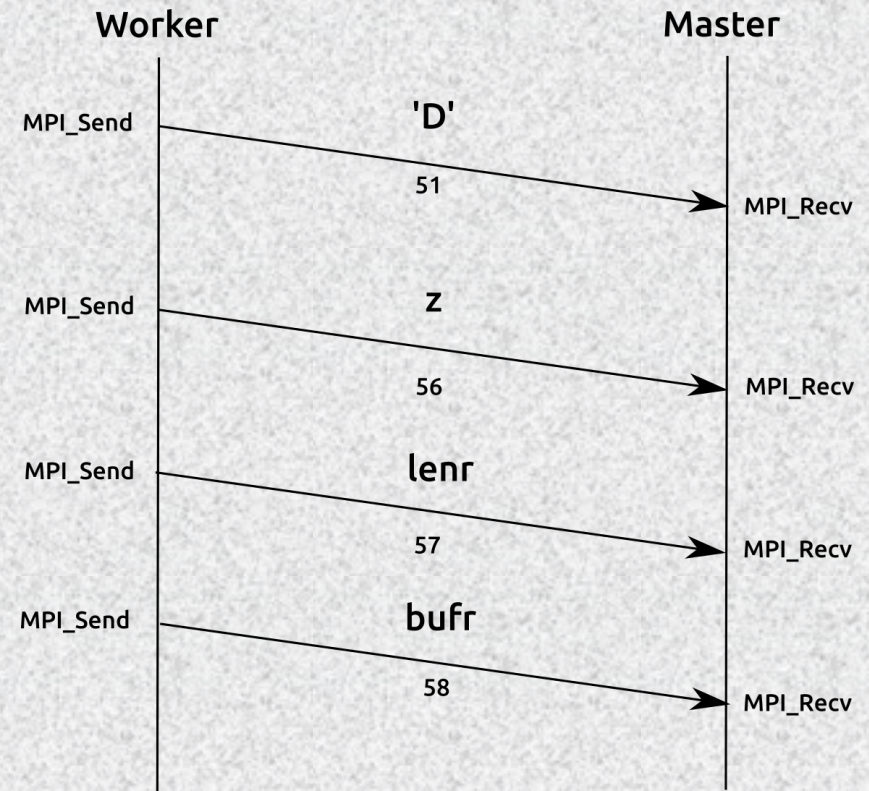 Worker
Master
MPI_Send
'D'
51
MPI_Recv
MPI_Send
z
56
MPI_Recv
MPI_Send
lenr
57
MPI_Recv
MPI_Send
bufr
58
MPI_Recv